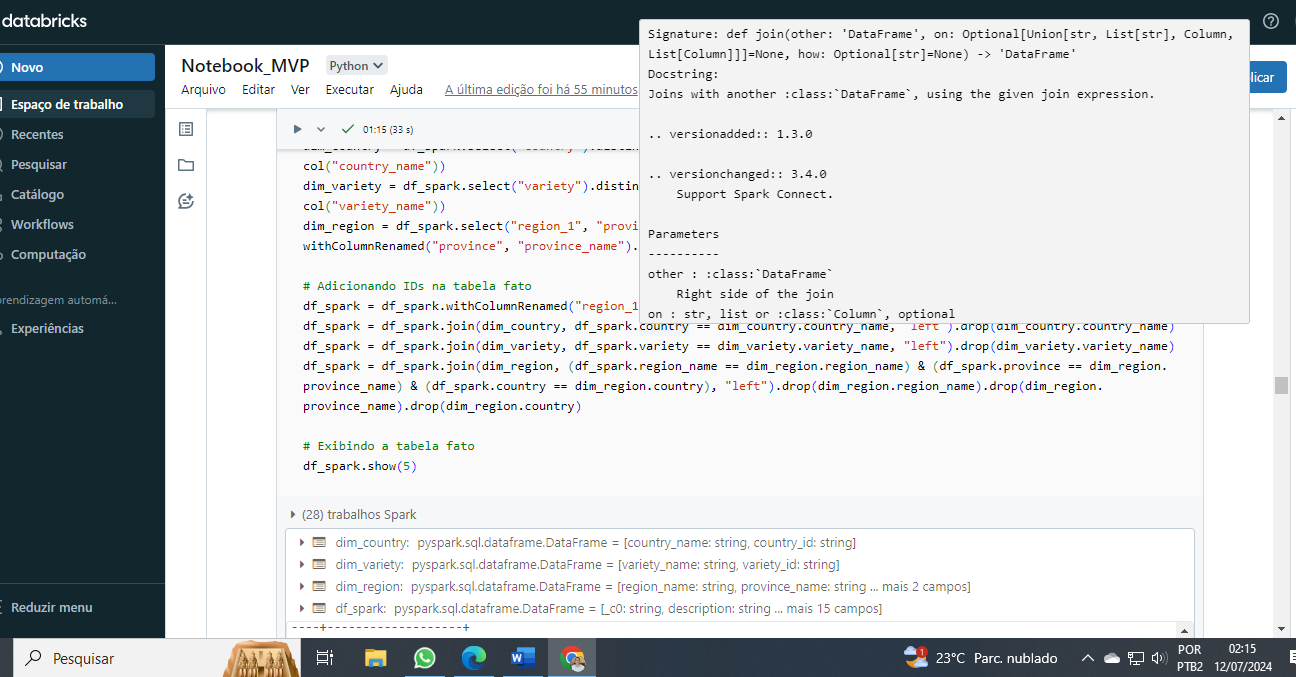 databricks
Novo
Espaço de trabalho
Recentes
Pesquisar
Catálogo
Workflows
Computação
prendizagem automá...
Experiências
Reduzir menu
Notebook_MVP Python
Arquivo Editar Ver Executar Ajuda A última edição foi há 55 minutos
licar
01:15 (33 s)
col("country_name"))
dim_variety = df_spark.select("variety").distin
col("variety_name"))
dim_region = df_spark.select("region_1", "provi
withColumnRenamed("province", "province_name").
# Adicionando IDs na tabela fato
df_spark = df_spark.withColumnRenamed("region_1
df_spark = df_spark.join(dim_country, df_spark.country == dim_country.country_name, "left").drop(dim_country.country_name)
df_spark = df_spark.join(dim_variety, df_spark.variety == dim_variety.variety_name, "left").drop(dim_variety.variety_name)
df_spark = df_spark.join(dim_region, (df_spark.region_name == dim_region.region_name) & (df_spark.province == dim_region.
province_name) & (df_spark.country == dim_region.country), "left").drop(dim_region.region_name).drop(dim_region.
province_name).drop(dim_region.country)
# Exibindo a tabela fato
df_spark.show(5)
Signature: def join(other: 'DataFrame', on: Optional[Union[str, List[str], Column,
List[Column]]]=None, how: Optional[str]=None) -> 'DataFrame'
Docstring:
Joins with another :class:`DataFrame`, using the given join expression.
.. versionadded:: 1.3.0
.. versionchanged:: 3.4.0
Support Spark Connect.
Parameters
----------
other : :class:`DataFrame`
Right side of the join
on : str, list or :class:`Column`, optional
(28) trabalhos Spark
dim_country: pyspark.sql.dataframe.DataFrame = [country_name: string, country_id: string]
dim_variety: pyspark.sql.dataframe.DataFrame = [variety_name: string, variety_id: string]
dim_region: pyspark.sql.dataframe.DataFrame = [region_name: string, province_name: string ... mais 2 campos]
df_spark: pyspark.sql.dataframe.DataFrame = [_c0: string, description: string ... mais 15 campos]
----+-------------------+
Pesquisar
1
23°C Parc. nublado
POR
PTB2
02:15
12/07/2024